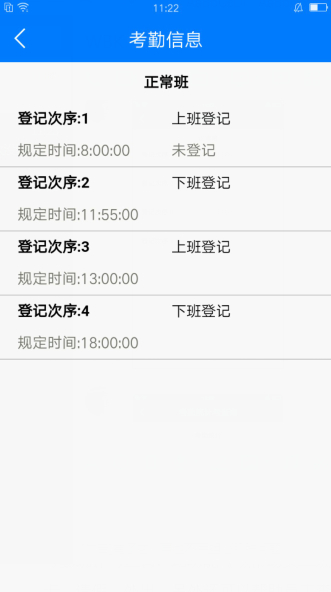 11:22
考勤信息
正常班
登记次序:1 上班登记
规定时间:8:00:00 未登记
登记次序:2 下班登记
规定时间:11:55:00
登记次序:3 上班登记
规定时间:13:00:00
登记次序:4 下班登记
规定时间:18:00:00